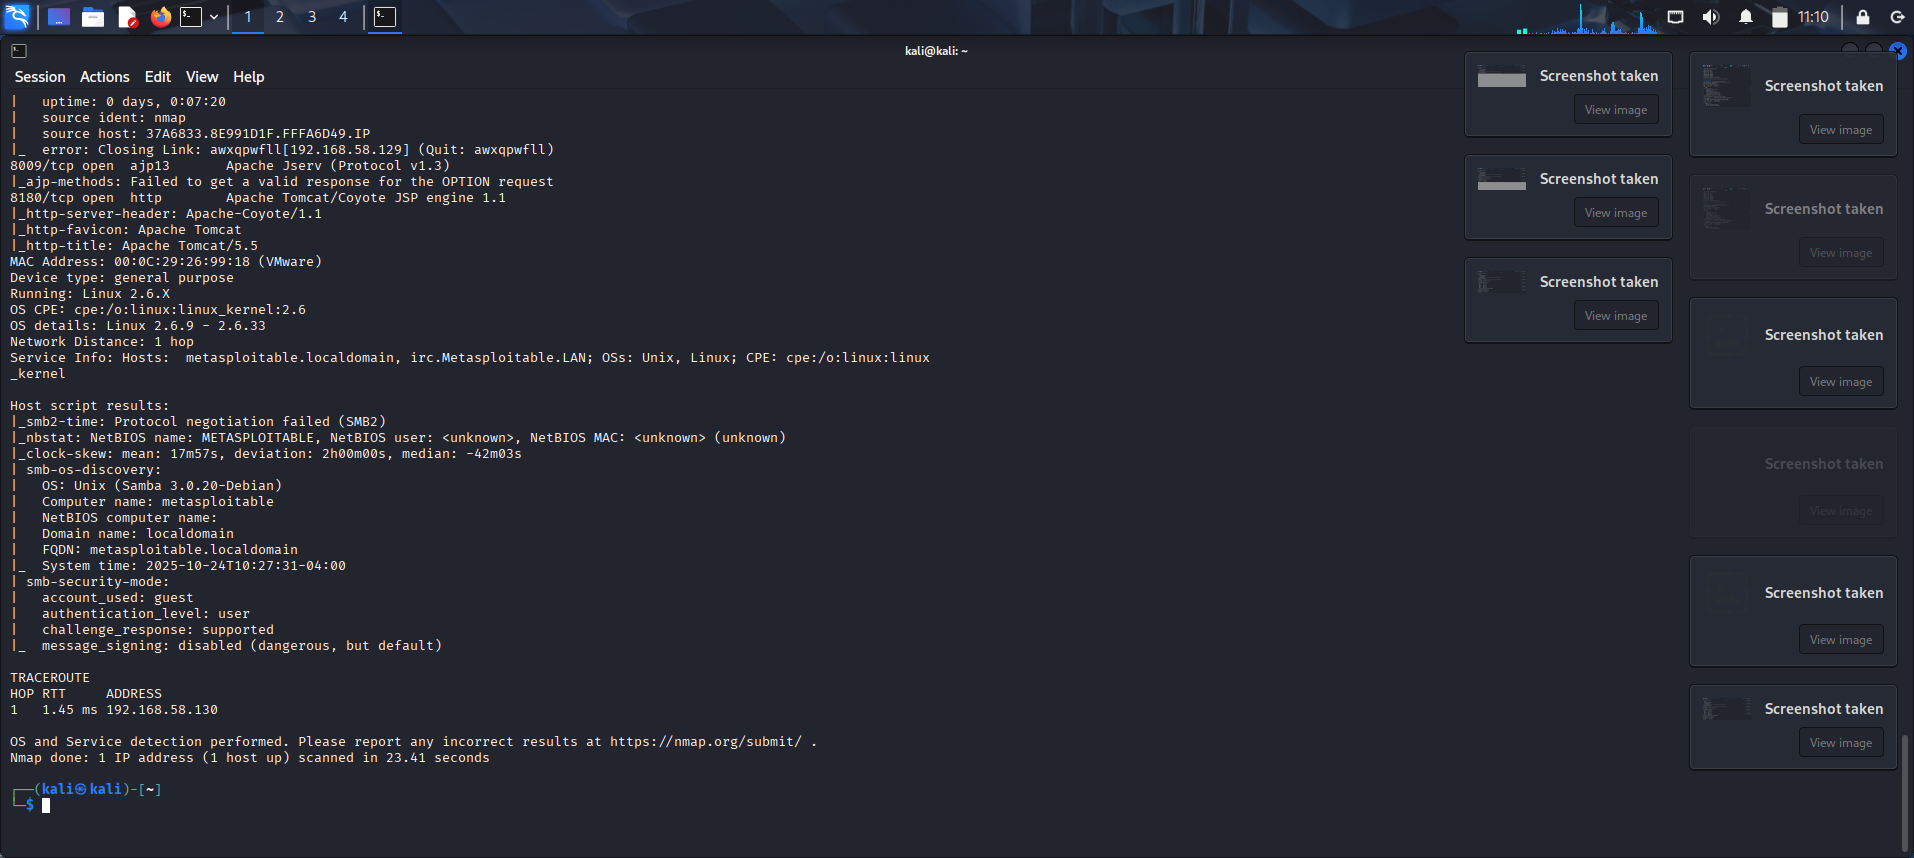 1 2 3 4
11:10
kali@kali: ~
Session Actions Edit View Help
|   uptime: 0 days, 0:07:20
|   source ident: nmap
|   source host: 37A6833.8E991D1F.FFFA6D49.IP
|_  error: Closing Link: awxqpwfll[192.168.58.129] (Quit: awxqpwfll)
8009/tcp open  ajp13       Apache Jserv (Protocol v1.3)
|_ajp-methods: Failed to get a valid response for the OPTION request
8180/tcp open  http        Apache Tomcat/Coyote JSP engine 1.1
|_http-server-header: Apache-Coyote/1.1
|_http-favicon: Apache Tomcat
|_http-title: Apache Tomcat/5.5
MAC Address: 00:0C:29:26:99:18 (VMware)
Device type: general purpose
Running: Linux 2.6.X
OS CPE: cpe:/o:linux:linux_kernel:2.6
OS details: Linux 2.6.9 - 2.6.33
Network Distance: 1 hop
Service Info: Hosts:  metasploitable.localdomain, irc.Metasploitable.LAN; OSs: Unix, Linux; CPE: cpe:/o:linux:linux
_kernel
Host script results:
|_smb2-time: Protocol negotiation failed (SMB2)
|_nbstat: NetBIOS name: METASPLOITABLE, NetBIOS user: <unknown>, NetBIOS MAC: <unknown> (unknown)
|_clock-skew: mean: 17m57s, deviation: 2h00m00s, median: -42m03s
| smb-os-discovery:
|   OS: Unix (Samba 3.0.20-Debian)
|   Computer name: metasploitable
|   NetBIOS computer name:
|   Domain name: localdomain
|   FQDN: metasploitable.localdomain
|_  System time: 2025-10-24T10:27:31-04:00
| smb-security-mode:
|   account_used: guest
|   authentication_level: user
|   challenge_response: supported
|_  message_signing: disabled (dangerous, but default)
TRACEROUTE
HOP RTT     ADDRESS
1   1.45 ms 192.168.58.130
OS and Service detection performed. Please report any incorrect results at https://nmap.org/submit/ .
Nmap done: 1 IP address (1 host up) scanned in 23.41 seconds
┌──(kali㉿kali)-[~]
└─$
Screenshot taken
View image
Screenshot taken
View image
Screenshot taken
View image
Screenshot taken
View image
Screenshot taken
View image
Screenshot taken
View image
Screenshot taken
View image
Screenshot taken
View image
Screenshot taken
View image